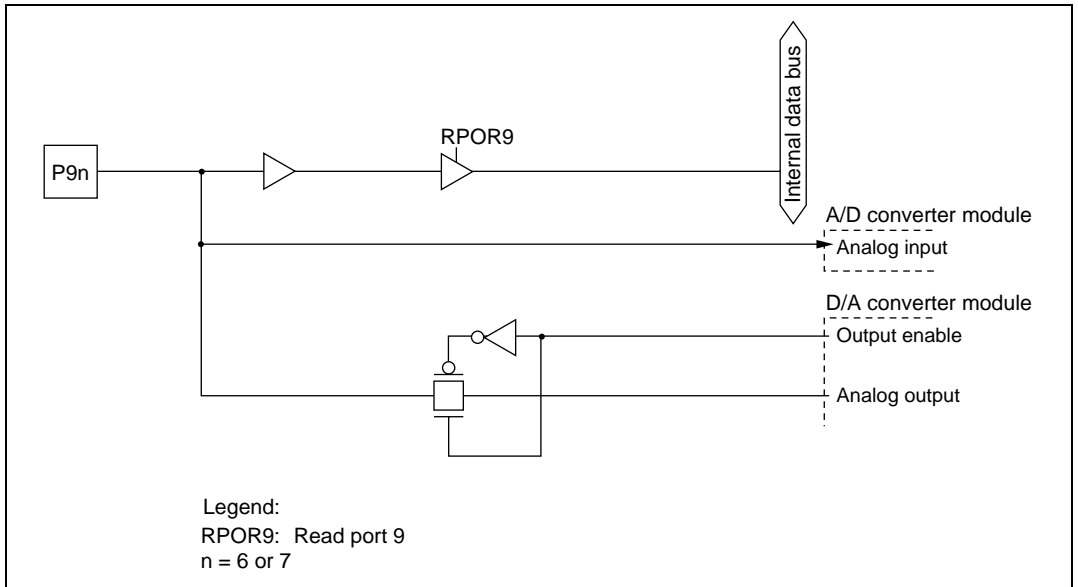 RPOR9
P9n
Internal data bus
A/D converter module
Analog input
D/A converter module
Output enable
Analog output
Legend:
RPOR9: Read port 9
n = 6 or 7